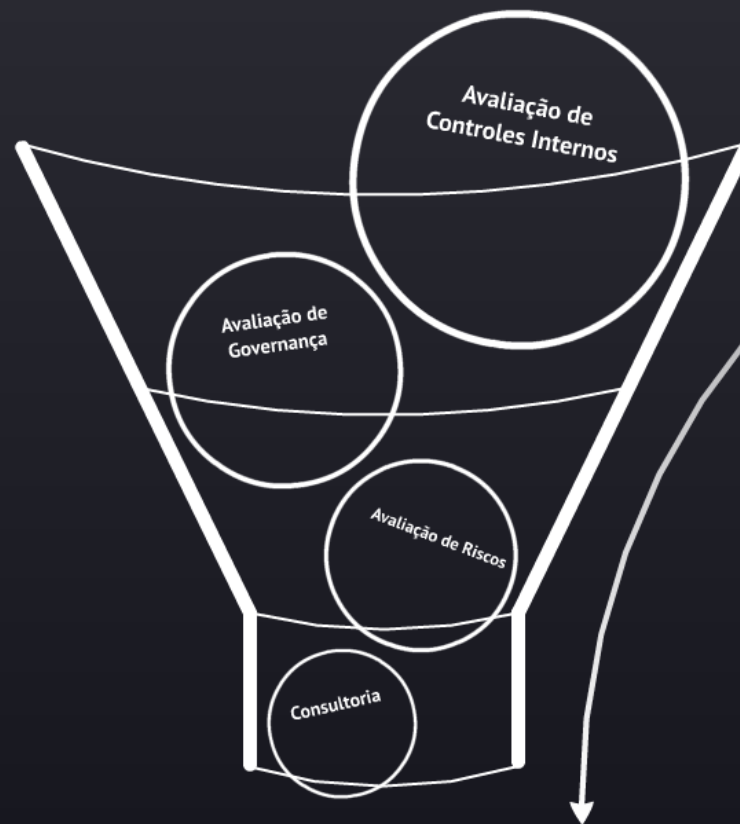 Avaliação de
Controles Internos
Avaliação de
Governança
Avaliação de Riscos
Consultoria